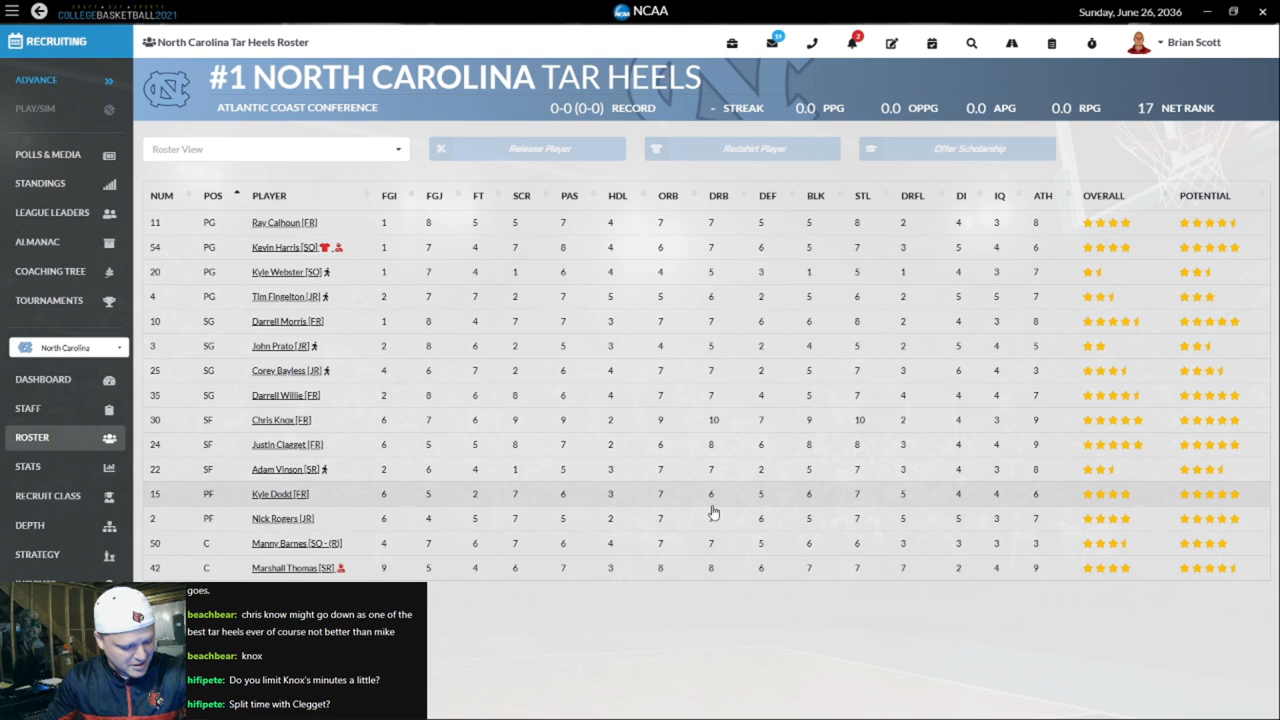 DRAFT DAY SPORTS
COLLEGEBASKETBALL2021
NCAA
Sunday, June 26, 2036
RECRUITING
North Carolina Tar Heels Roster
14
2
Brian Scott
ADVANCE
PLAY/SIM
POLLS & MEDIA
STANDINGS
LEAGUE LEADERS
ALMANAC
COACHING TREE
TOURNAMENTS
North Carolina
DASHBOARD
STAFF
ROSTER
STATS
RECRUIT CLASS
DEPTH
STRATEGY
#1 NORTH CAROLINA TAR HEELS
ATLANTIC COAST CONFERENCE
0-0 (0-0) RECORD - STREAK 0.0 PPG 0.0 OPPG 0.0 APG 0.0 RPG 17 NET RANK
Roster View Release Player Redshirt Player Offer Scholarship
NUM POS PLAYER FGI FGJ FT SCR PAS HDL ORB DRB DEF BLK STL DRFL DI IQ ATH OVERALL POTENTIAL
11 PG Ray Calhoun [FR] 1 8 5 5 7 4 7 7 5 5 8 2 4 3 8
54 PG Kevin Harris [SO] 1 7 4 7 8 4 6 7 6 5 7 3 5 4 7
20 PG Kyle Webster [SO] 1 7 4 1 6 4 4 5 3 1 5 1 4 3 7
4 PG Tim Fingelton [JR] 2 7 7 2 7 5 5 6 2 5 6 2 5 5 7
10 SG Darrell Morris [FR] 1 8 4 7 7 3 7 7 6 6 8 2 4 3 8
3 SG John Prato [JR] 2 8 6 2 5 3 4 5 2 4 5 2 5 4 5
25 SG Corey Bayless [JR] 4 6 7 2 6 4 7 7 2 5 7 3 6 4 3
35 SG Darrell Willie [FR] 2 8 6 8 6 4 7 7 4 5 7 4 4 4 7
30 SF Chris Knox [FR] 6 7 6 9 9 2 9 10 7 9 10 7 4 3 9
24 SF Justin Clagget [FR] 6 5 5 8 7 2 6 8 6 7 8 3 4 4 9
22 SF Adam Vinson [SR] 2 6 4 1 5 3 7 7 2 5 7 3 4 3 8
15 PF Kyle Dodd [FR] 6 5 2 7 6 3 7 6 5 6 7 5 4 4 6
2 PF Nick Rogers [JR] 6 4 5 7 5 2 7 6 5 7 5 5 3 7
50 C Manny Barnes [SO - (R)] 4 7 6 7 6 4 7 7 5 6 6 3 3 3 8
42 C Marshall Thomas [SR] 9 5 4 6 7 3 8 8 6 7 7 7 2 4 7
goes.
beachbear: chris know might go down as one of the
best tar heels ever of course not better than mike
beachbear: knox
hifipete: Do you limit Knox's minutes a little?
hifipete: Split time with Clegget?